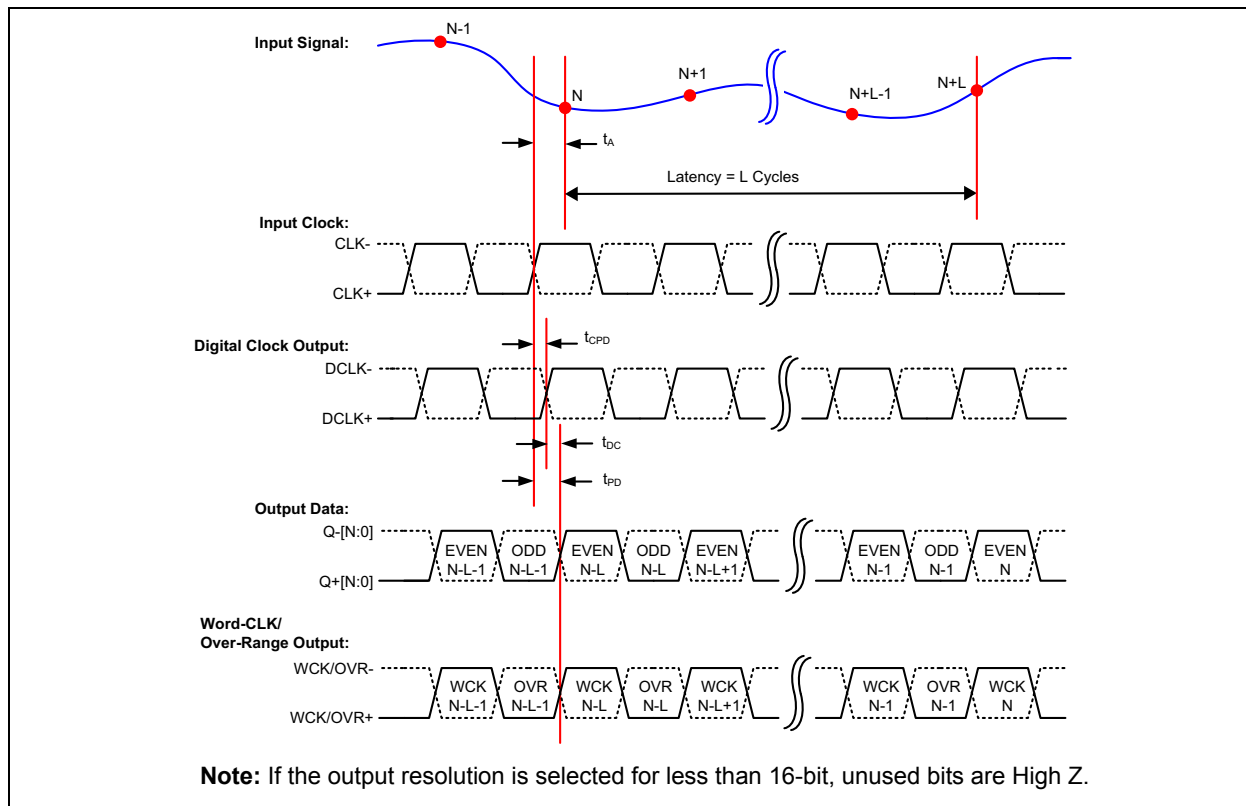 Input Signal:
N-1
N
N+1
N+L-1
N+L
tA
Latency = L Cycles
Input Clock:
CLK-
CLK+
tCPD
Digital Clock Output:
DCLK-
DCLK+
tDC
tPD
Output Data:
Q-[N:0]
Q+[N:0]
EVEN ODD EVEN ODD EVEN EVEN ODD EVEN
N-L-1 N-L-1 N-L N-L N-L+1 N-1 N-1 N
Word-CLK/
Over-Range Output:
WCK/OVR-
WCK/OVR+
WCK OVR WCK OVR WCK WCK OVR WCK
N-L-1 N-L-1 N-L N-L N-L+1 N-1 N-1 N
Note: If the output resolution is selected for less than 16-bit, unused bits are High Z.